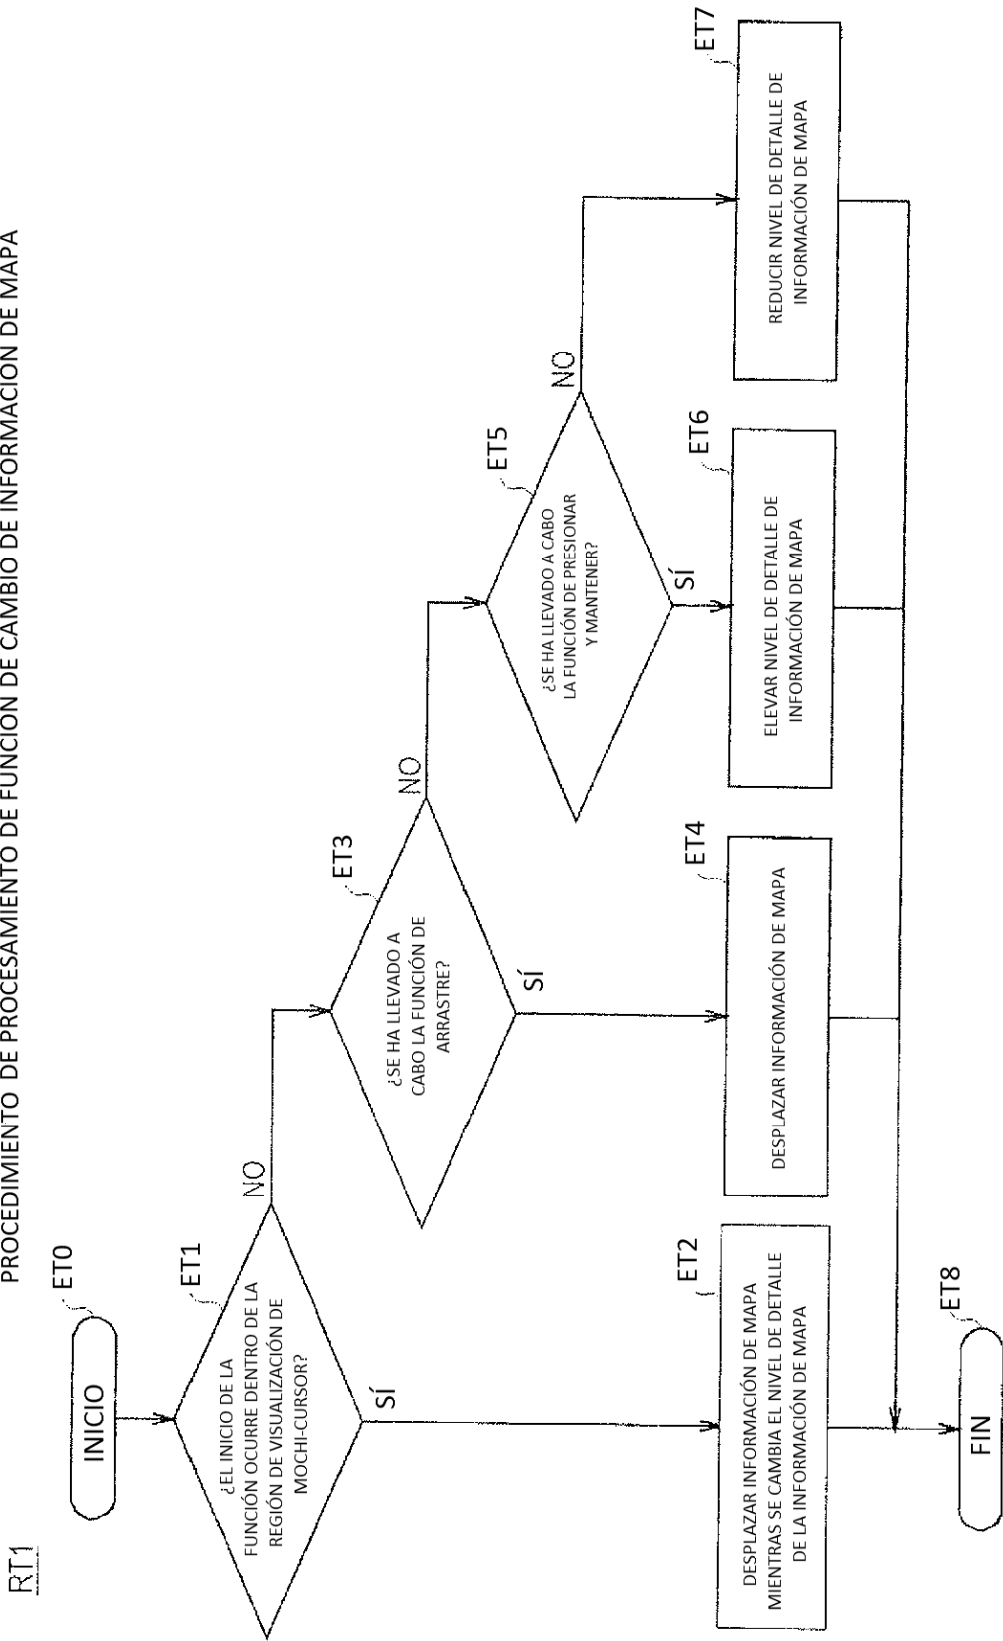 PROCEDIMIENTO DE PROCESAMIENTO DE FUNCION DE CAMBIO DE INFORMACION DE MAPA
RT1
INICIO
ET0
¿EL INICIO DE LA
FUNCIÓN OCURRE DENTRO DE LA
REGIÓN DE VISUALIZACIÓN DE
MOCHI-CURSOR?
ET1
NO
SÍ
¿SE HA LLEVADO A
CABO LA FUNCIÓN DE
ARRASTRE?
ET3
NO
SÍ
¿SE HA LLEVADO A CABO
LA FUNCIÓN DE PRESIONAR
Y MANTENER?
ET5
NO
SÍ
DESPLAZAR INFORMACIÓN DE MAPA
MIENTRAS SE CAMBIA EL NIVEL DE DETALLE
DE LA INFORMACIÓN DE MAPA
ET2
DESPLAZAR INFORMACIÓN DE MAPA
ET4
ELEVAR NIVEL DE DETALLE DE
INFORMACIÓN DE MAPA
ET6
REDUCIR NIVEL DE DETALLE DE
INFORMACIÓN DE MAPA
ET7
FIN
ET8